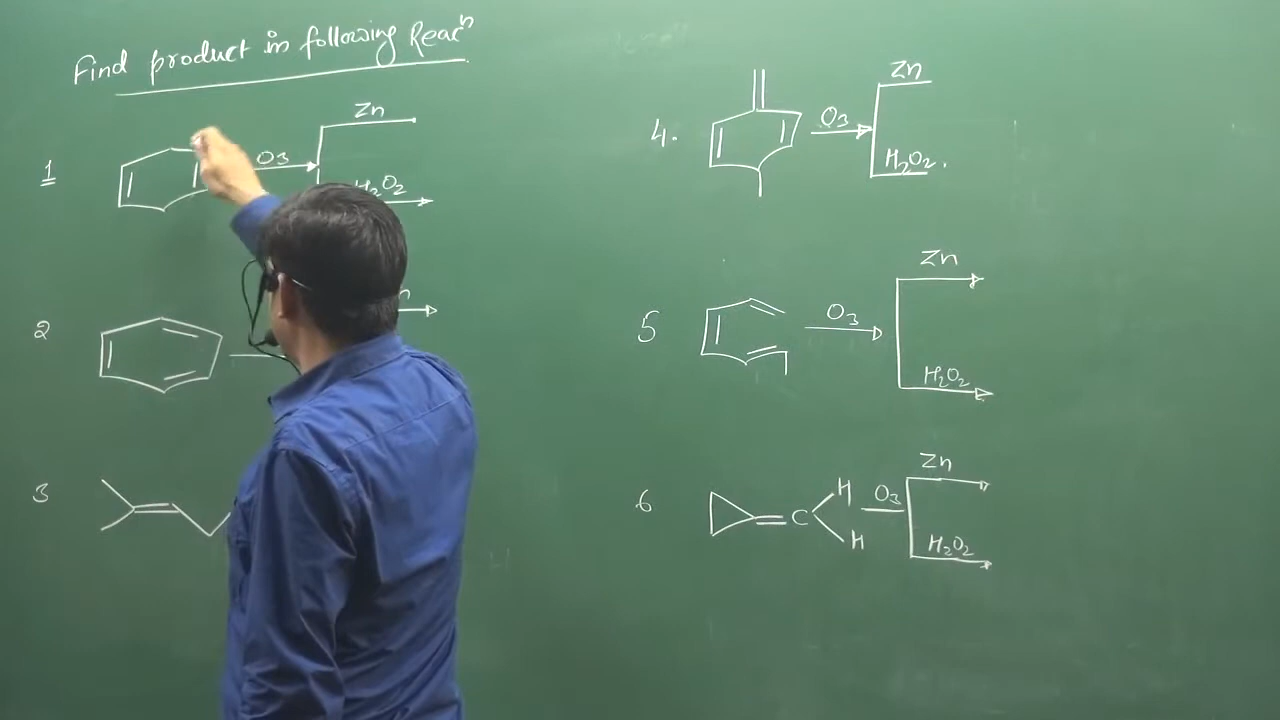 Find product in following Reacn
1
O3
Zn
H2O2
2
n
3
4.
O3
Zn
H2O2.
5
O3
Zn
H2O2
6
C
H
H
O3
Zn
H2O2